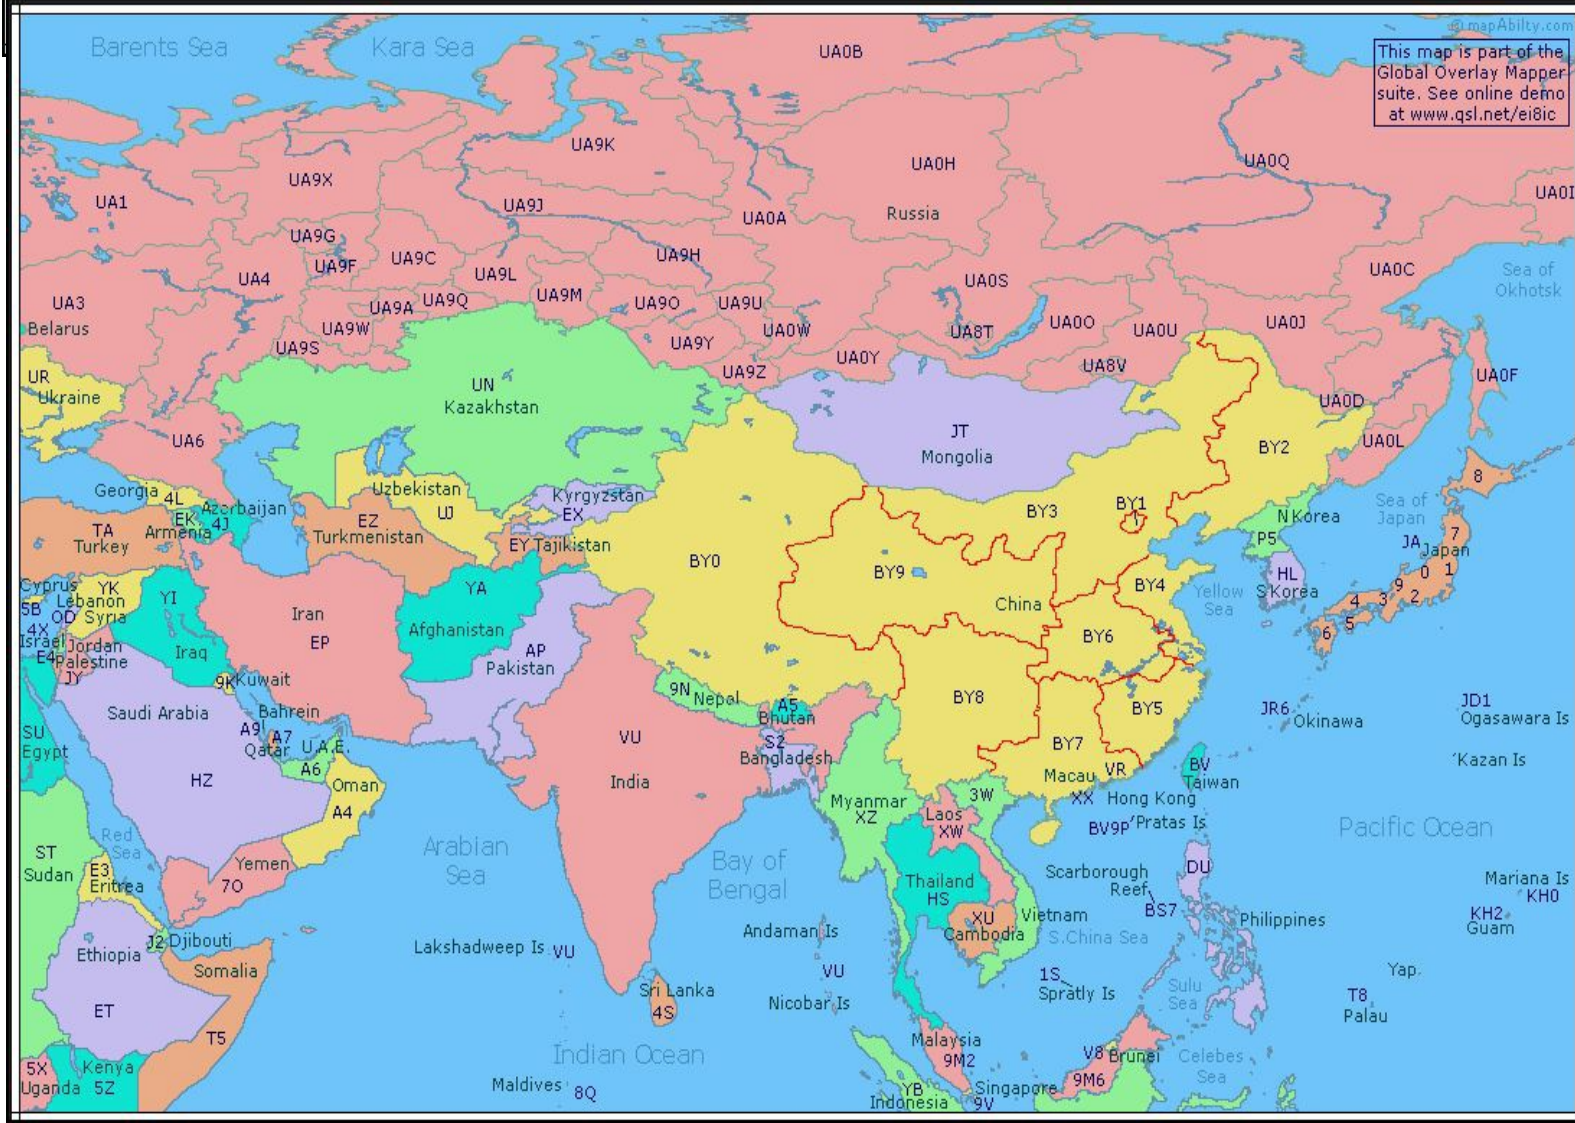 © mapAbilty.com
Barents Sea
Kara Sea
UA0B
This map is part of the
Global Overlay Mapper
suite. See online demo
at www.qsl.net/ei8ic
UA9K
UA0H
UA0Q
UA9X
UA1
UA9J
UA0A
Russia
UA0I
UA9G
UA9F
UA9C
UA9H
UA4
UA9L
UA0S
UA0C
Sea of
Okhotsk
UA3
UA9A
UA9Q
UA9M
UA9O
UA9U
Belarus
UA9W
UA0W
UA8T
UA0O
UA0U
UA0J
UA9S
UA9Y
UA0Y
UA8V
UA9Z
UA0F
UR
Ukraine
UN
Kazakhstan
UA0D
UA6
JT
Mongolia
BY2
UA0L
Georgia
4L
Uzbekistan
UJ
Kyrgyzstan
EX
8
Azerbaijan
4J
EK
Armenia
EZ
Turkmenistan
BY3
BY1
N Korea
P5
Sea of
Japan
JA
Japan
7
TA
Turkey
EY
Tajikistan
BY0
BY9
China
BY4
Yellow
Sea
HL
S Korea
0
1
9
2
3
4
5
6
Cyprus
5B
YK
Lebanon
OD
Syria
YI
Iraq
Iran
EP
YA
Afghanistan
4X
Israel
E4
Jordan
Palestine
JY
AP
Pakistan
BY6
9K
Kuwait
9N
Nepal
A5
Bhutan
BY8
BY5
JR6
Okinawa
JD1
Ogasawara Is
Saudi Arabia
Bahrain
A9
A7
Qatar
U.A.E.
A6
SU
Egypt
HZ
Oman
A4
VU
India
S2
Bangladesh
BY7
Macau
VR
XX
Hong Kong
BV
Taiwan
Kazan Is
Myanmar
XZ
3W
Laos
XW
BV9P
Pratas Is
Pacific Ocean
Red
Sea
ST
Sudan
E3
Eritrea
Yemen
7O
Arabian
Sea
Bay of
Bengal
Thailand
HS
Scarborough
Reef
BS7
DU
Mariana Is
KH0
KH2
Guam
J2
Djibouti
Ethiopia
Somalia
ET
T5
Lakshadweep Is
VU
Andaman Is
VU
Nicobar Is
XU
Cambodia
Vietnam
S.China Sea
Philippines
Yap
1S
Spratly Is
Sulu
Sea
T8
Palau
Sri Lanka
4S
5X
Uganda
Kenya
5Z
Indian Ocean
Maldives
8Q
Malaysia
9M2
V8
Brunei
9M6
Celebes
Sea
Singapore
9V
YB
Indonesia